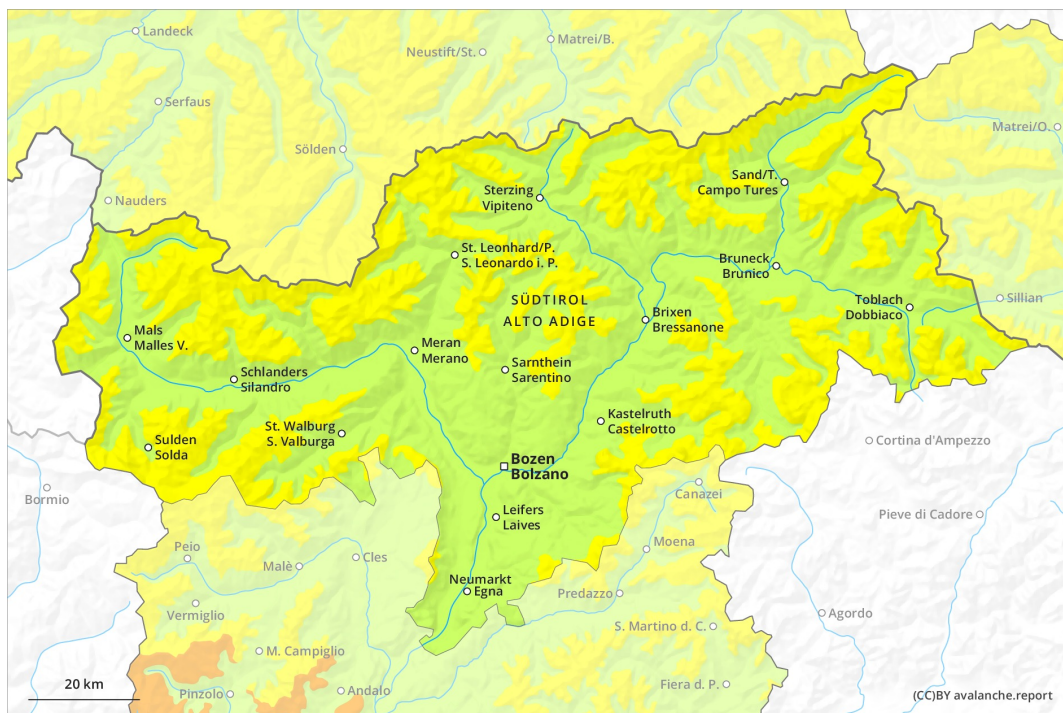 Landeck
Matrei/B.
Neustift/St.
Serfaus
Matrei/O.
Sölden
Sand/T.
Campo Tures
Sterzing
Vipiteno
Nauders
St. Leonhard/P.
S. Leonardo i. P.
Bruneck
Brunico
SÜDTIROL
ALTO ADIGE
Toblach
Dobbiaco
Sillian
Brixen
Bressanone
Mals
Malles V.
Meran
Merano
Sarnthein
Sarentino
Schlanders
Silandro
Kastelruth
Castelrotto
St. Walburg
S. Valburga
Sulden
Solda
Cortina d'Ampezzo
Bozen
Bolzano
Bormio
Canazei
Leifers
Laives
Pieve di Cadore
Moena
Peio
Cles
Malè
Neumarkt
Egna
Predazzo
Vermiglio
Agordo
S. Martino d. C.
M. Campiglio
20 km
Pinzolo
Andalo
Fiera d. P.
(CC)BY avalanche.report